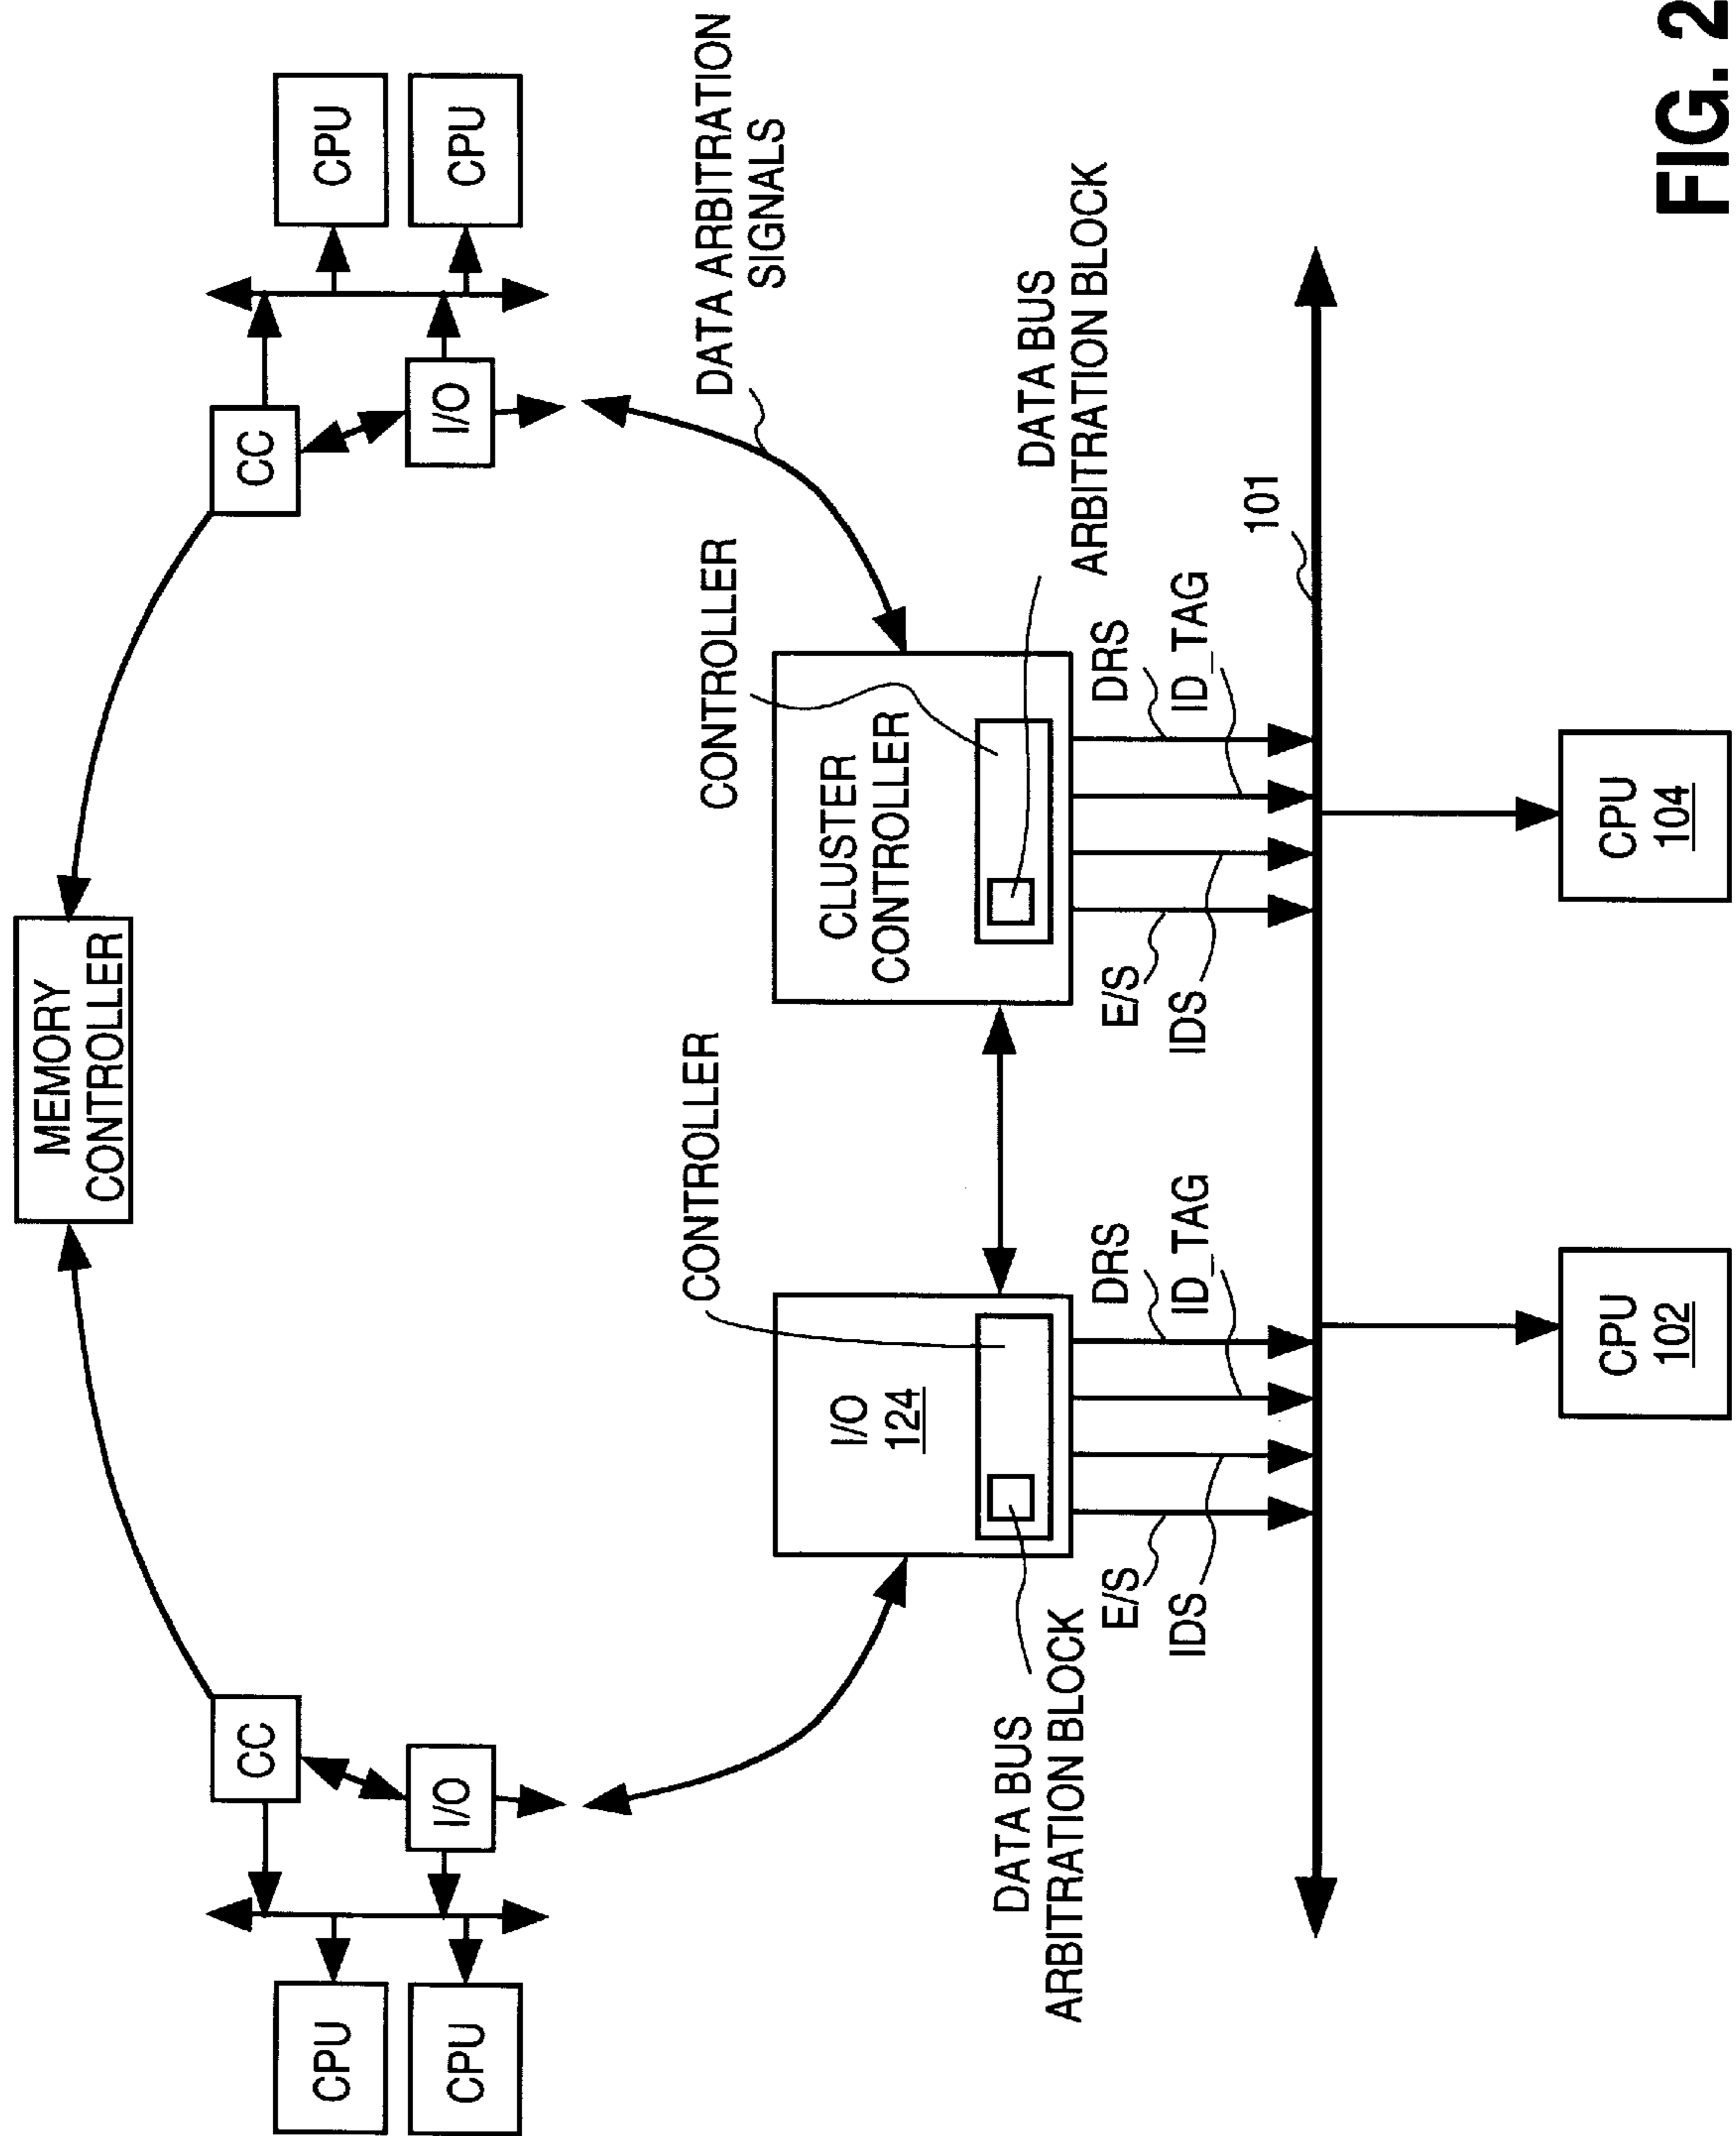 MEMORY
CONTROLLER
CC
CC
CPU
CPU
I/O
I/O
CPU
CPU
CONTROLLER
CONTROLLER
DATA ARBITRATION
SIGNALS
I/O
124
CLUSTER
CONTROLLER
DATA BUS
ARBITRATION BLOCK
DATA BUS
ARBITRATION BLOCK
E/S
DRS
E/S
DRS
IDS
ID_TAG
IDS
ID_TAG
101
CPU
102
CPU
104
FIG. 2